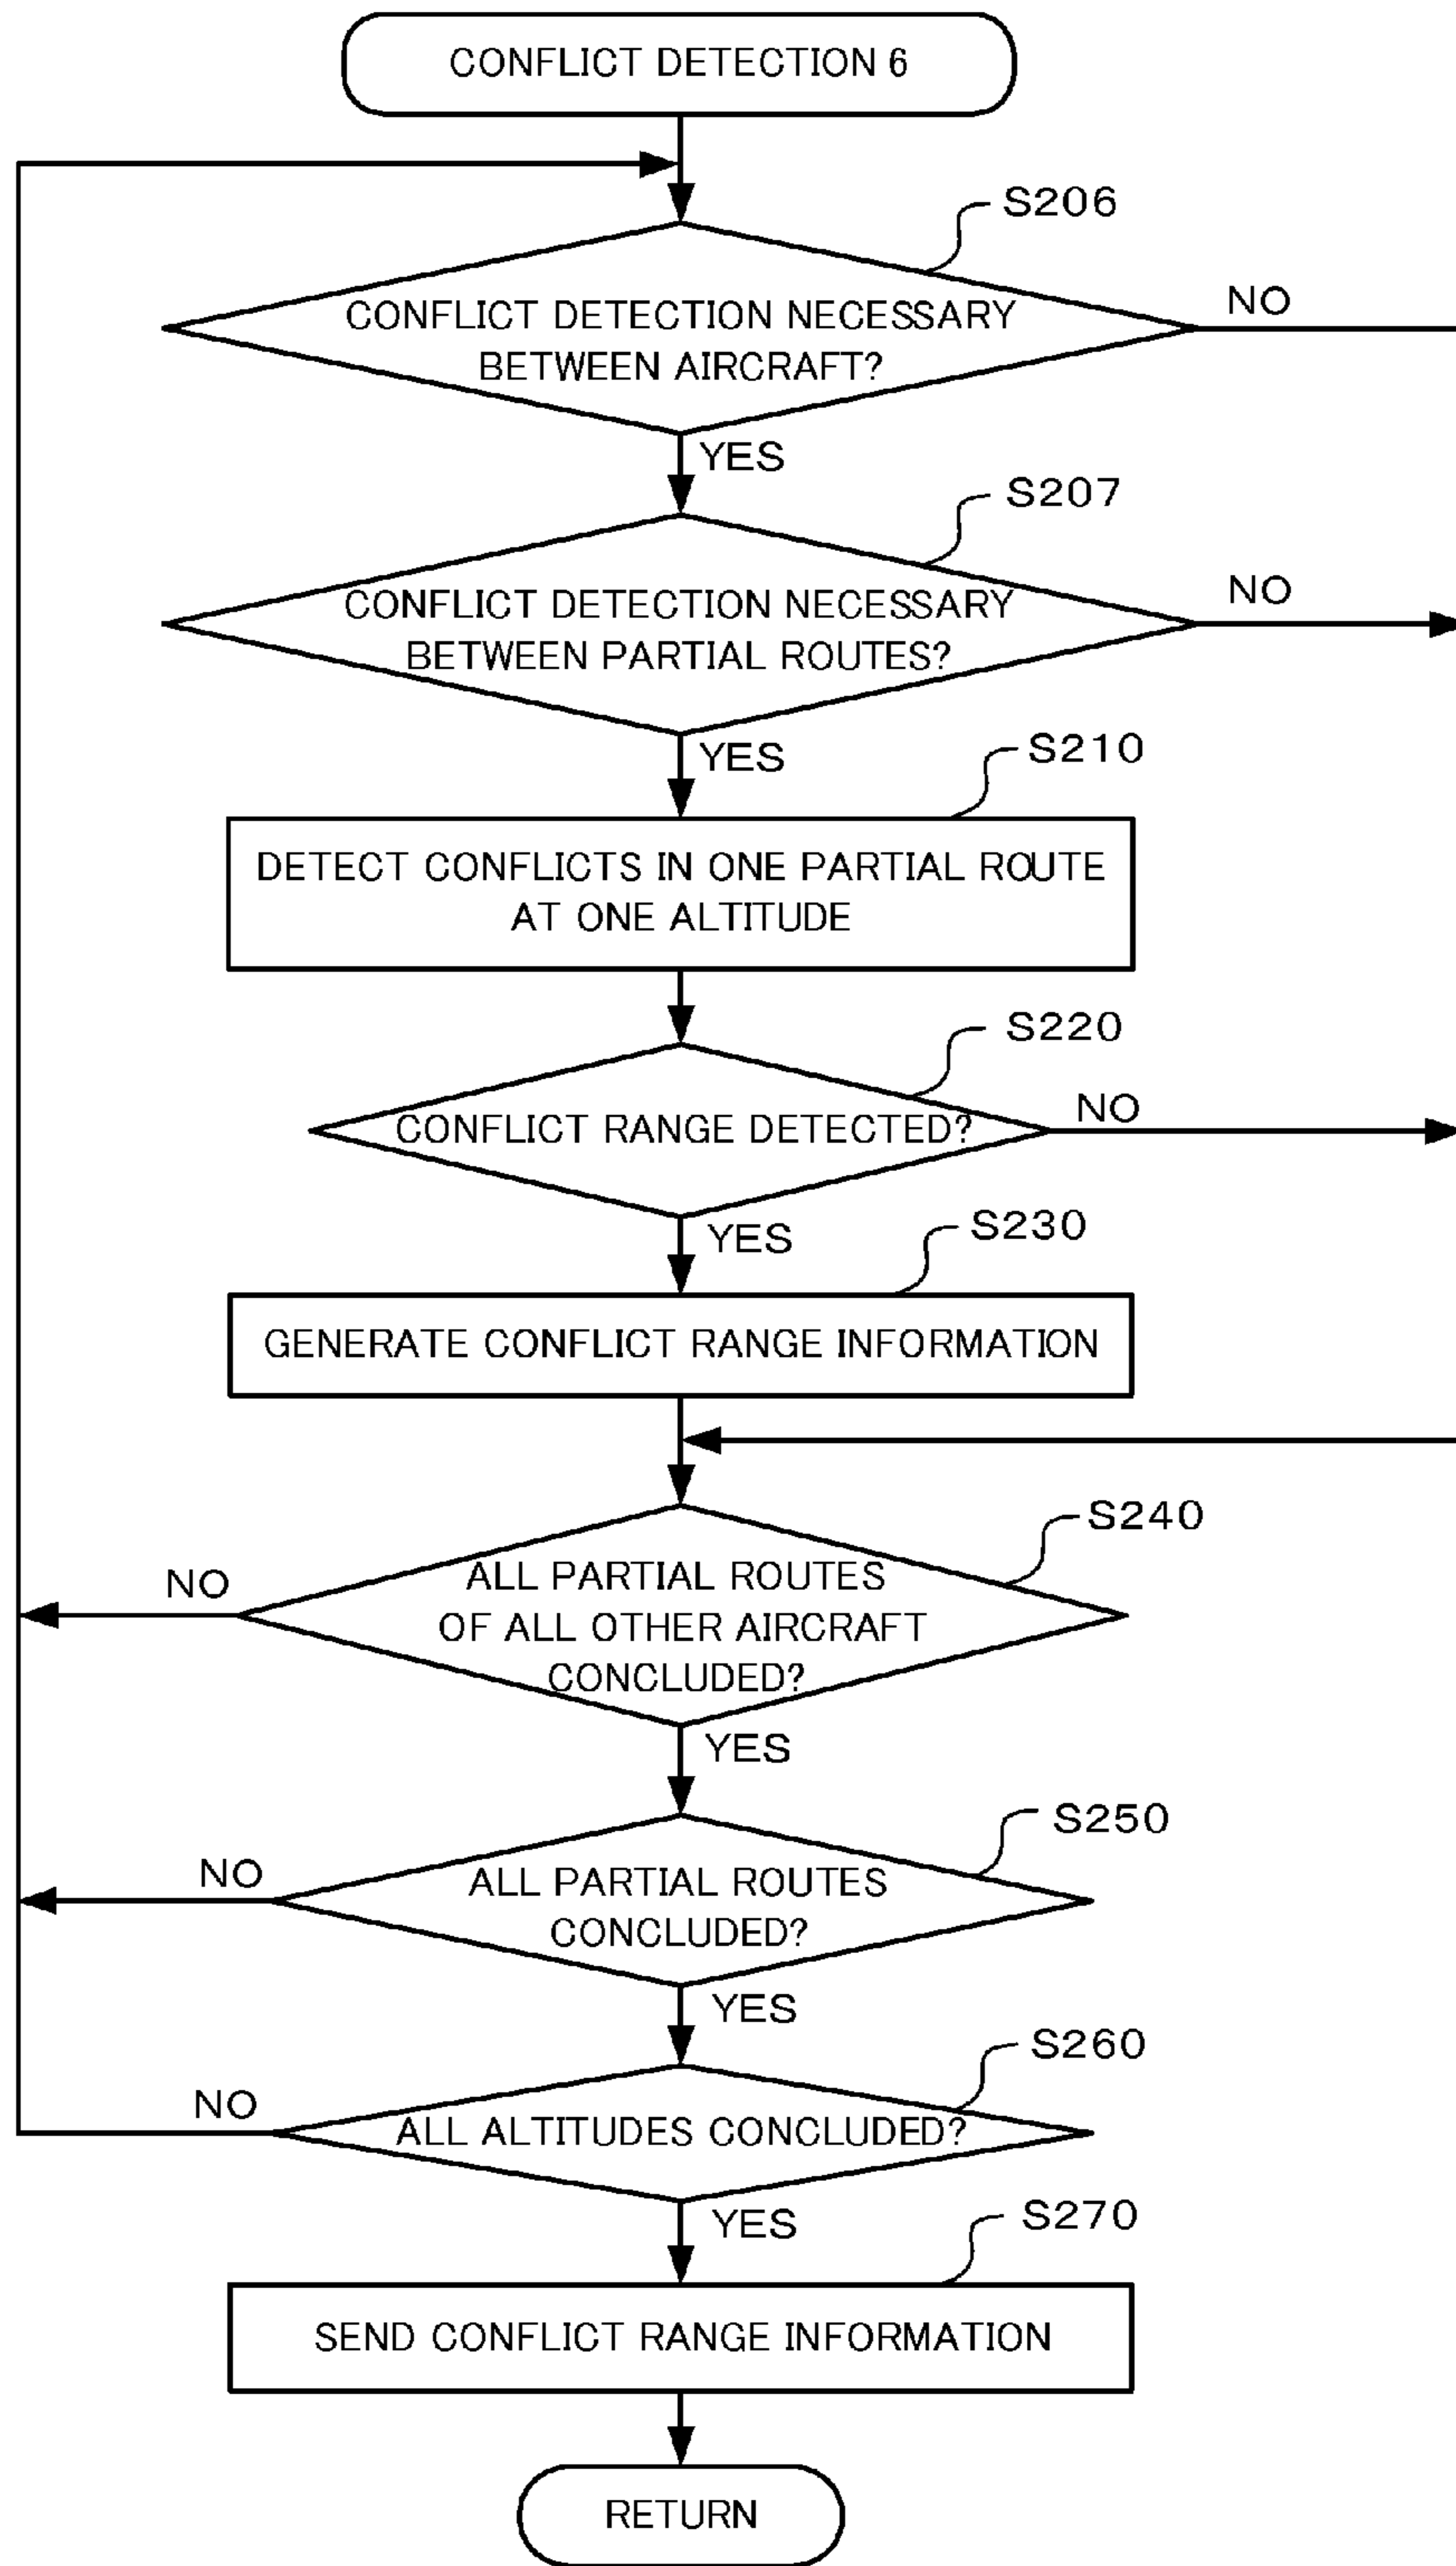 CONFLICT DETECTION 6
S206
CONFLICT DETECTION NECESSARY
BETWEEN AIRCRAFT?
NO
YES
S207
CONFLICT DETECTION NECESSARY
BETWEEN PARTIAL ROUTES?
NO
YES
S210
DETECT CONFLICTS IN ONE PARTIAL ROUTE
AT ONE ALTITUDE
S220
CONFLICT RANGE DETECTED?
NO
YES
S230
GENERATE CONFLICT RANGE INFORMATION
S240
ALL PARTIAL ROUTES
OF ALL OTHER AIRCRAFT
CONCLUDED?
NO
YES
S250
ALL PARTIAL ROUTES
CONCLUDED?
NO
YES
S260
ALL ALTITUDES CONCLUDED?
NO
YES
S270
SEND CONFLICT RANGE INFORMATION
RETURN